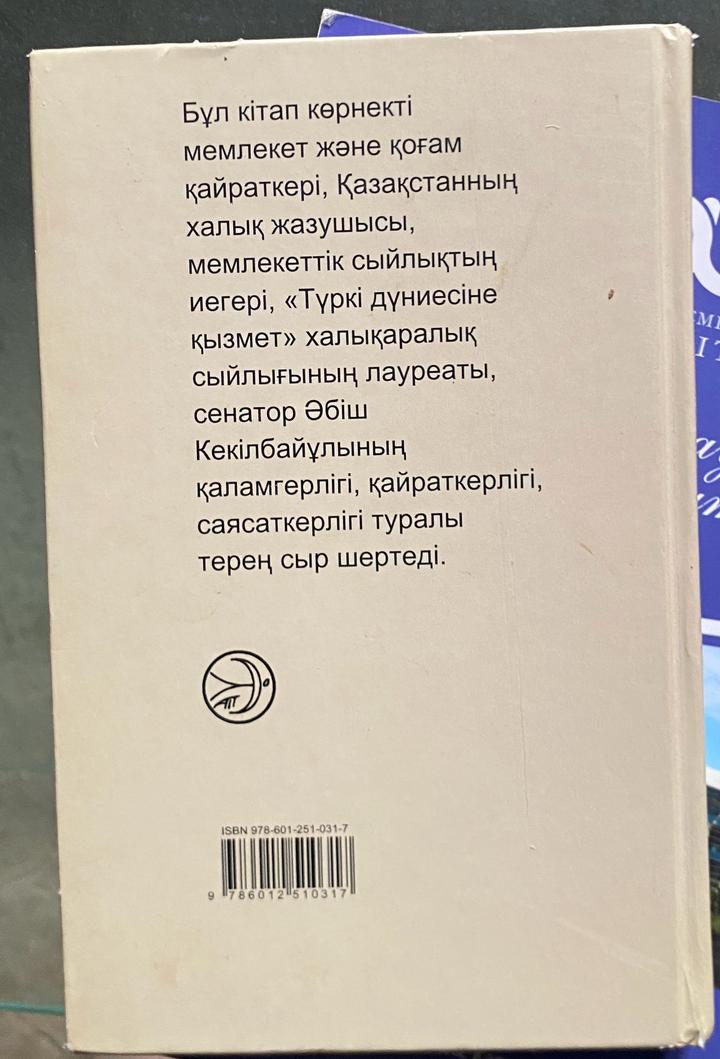 Бұл кітап көрнекті
мемлекет және қоғам
қайраткері, Қазақстанның
халық жазушысы,
мемлекеттік сыйлықтың
иегері, «Түркі дүниесіне
қызмет» халықаралық
сыйлығының лауреаты,
сенатор Әбіш
Кекілбайұлының
қаламгерлігі, қайраткерлігі,
саясаткерлігі туралы
терең сыр шертеді.
ISBN 978-601-251-031-7
9 786012 510317